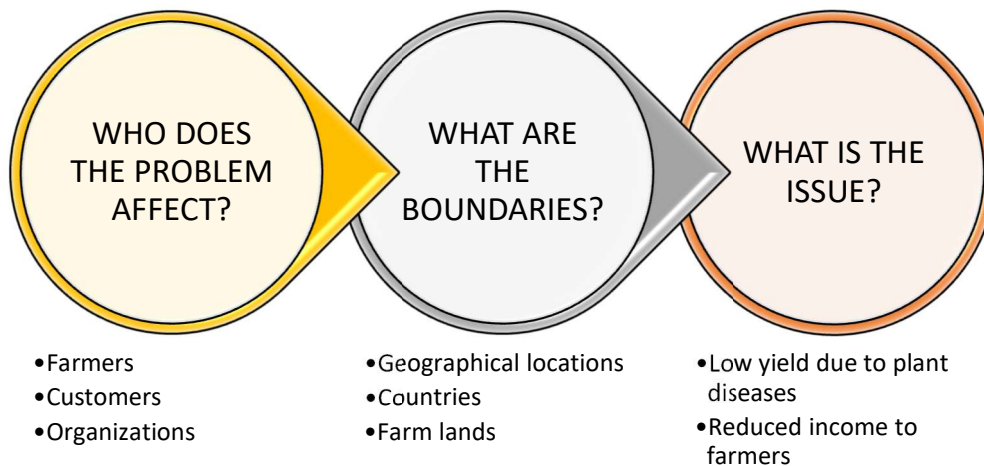 WHO DOES
THE PROBLEM
AFFECT?
•Farmers
•Customers
•Organizations
WHAT ARE
THE
BOUNDARIES?
•Geographical locations
•Countries
•Farm lands
WHAT IS THE
ISSUE?
•Low yield due to plant
diseases
•Reduced income to
farmers